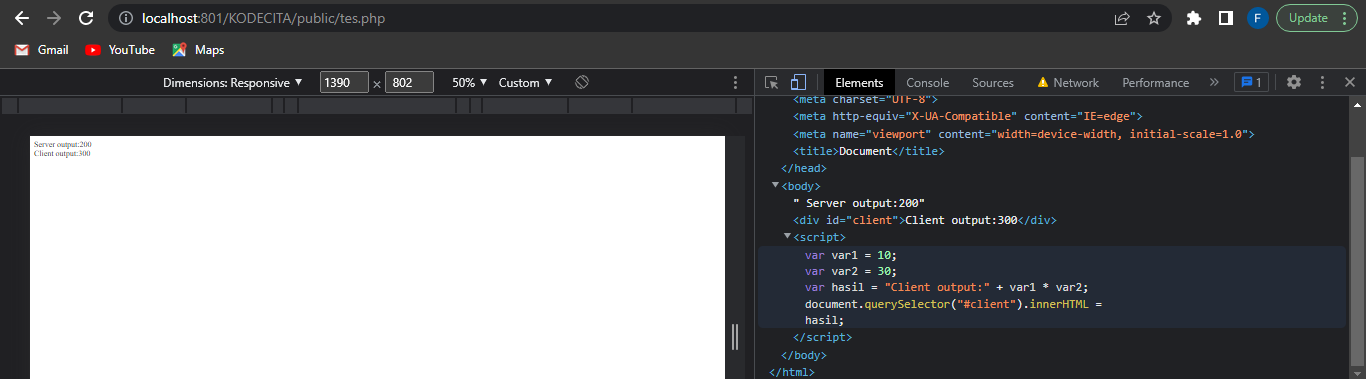 localhost:801/KODECITA/public/tes.php
F
Update
Gmail
YouTube
Maps
Dimensions: Responsive ▼ 1390 × 802 50% ▼ Custom ▼
Elements Console Sources Network Performance » 1
Server output:200
Client output:300
<meta charset="UTF-8">
<meta http-equiv="X-UA-Compatible" content="IE=edge">
<meta name="viewport" content="width=device-width, initial-scale=1.0">
<title>Document</title>
</head>
<body>
" Server output:200"
<div id="client">Client output:300</div>
<script>
var var1 = 10;
var var2 = 30;
var hasil = "Client output:" + var1 * var2;
document.querySelector("#client").innerHTML =
hasil;
</script>
</body>
</html>